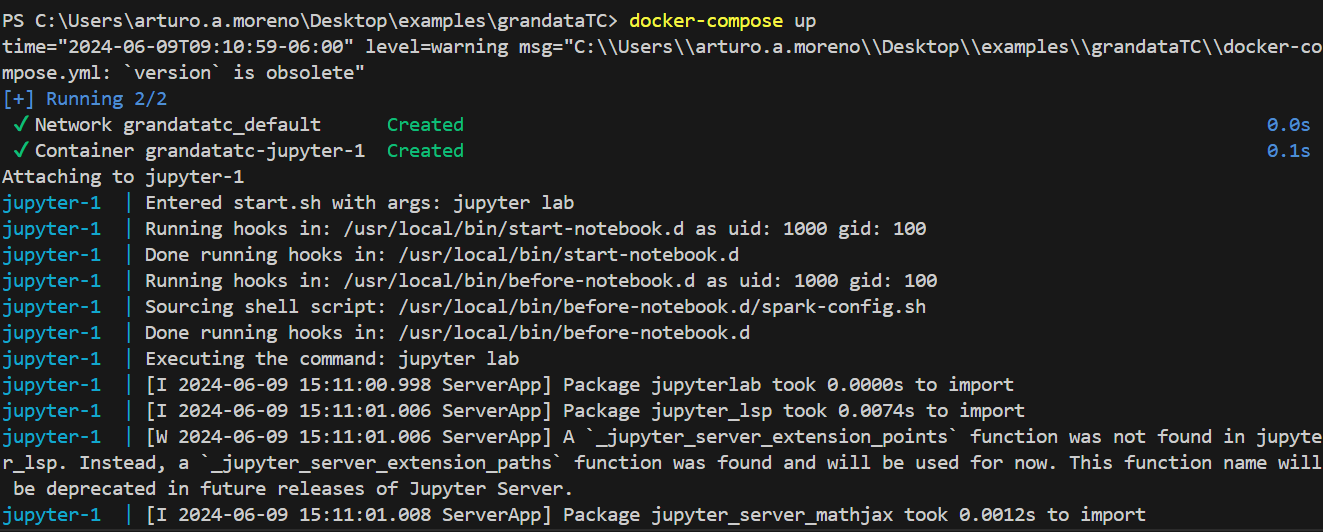 PS C:\Users\arturo.a.moreno\Desktop\examples\grandataTC> docker-compose up
time="2024-06-09T09:10:59-06:00" level=warning msg="C:\\Users\\arturo.a.moreno\\Desktop\\examples\\grandataTC\\docker-co
mpose.yml: `version` is obsolete"
[+] Running 2/2
✓ Network grandatatc_default Created 0.0s
✓ Container grandatatc-jupyter-1 Created 0.1s
Attaching to jupyter-1
jupyter-1 | Entered start.sh with args: jupyter lab
jupyter-1 | Running hooks in: /usr/local/bin/start-notebook.d as uid: 1000 gid: 100
jupyter-1 | Done running hooks in: /usr/local/bin/start-notebook.d
jupyter-1 | Running hooks in: /usr/local/bin/before-notebook.d as uid: 1000 gid: 100
jupyter-1 | Sourcing shell script: /usr/local/bin/before-notebook.d/spark-config.sh
jupyter-1 | Done running hooks in: /usr/local/bin/before-notebook.d
jupyter-1 | Executing the command: jupyter lab
jupyter-1 | [I 2024-06-09 15:11:00.998 ServerApp] Package jupyterlab took 0.0000s to import
jupyter-1 | [I 2024-06-09 15:11:01.006 ServerApp] Package jupyter_lsp took 0.0074s to import
jupyter-1 | [W 2024-06-09 15:11:01.006 ServerApp] A `_jupyter_server_extension_points` function was not found in jupyte
r_lsp. Instead, a `_jupyter_server_extension_paths` function was found and will be used for now. This function name will
be deprecated in future releases of Jupyter Server.
jupyter-1 | [I 2024-06-09 15:11:01.008 ServerApp] Package jupyter_server_mathjax took 0.0012s to import